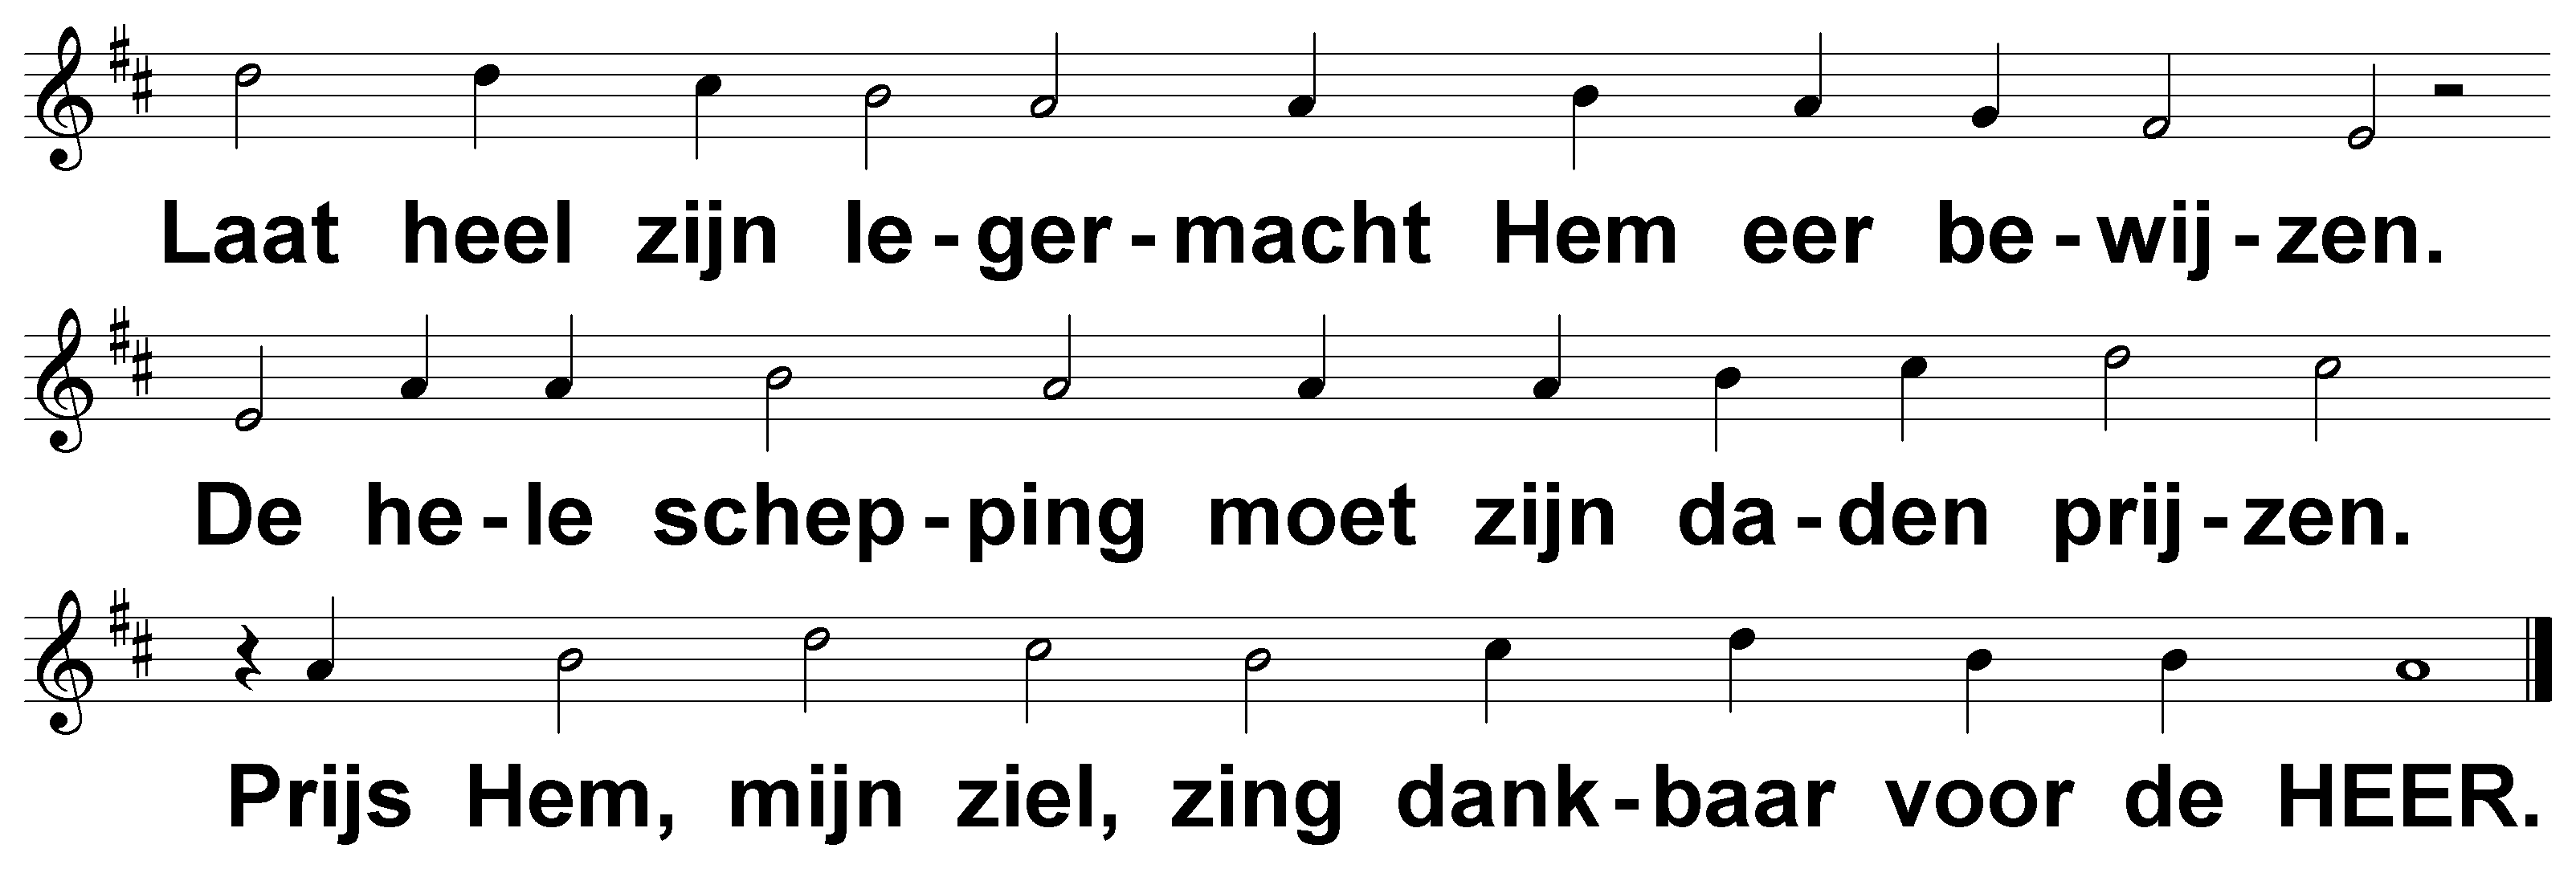 Laat heel zijn le-ger-macht Hem eer be-wij-zen.
De he-le schep-ping moet zijn da-den prij-zen.
Prijs Hem, mijn ziel, zing dank-baar voor de HEER.